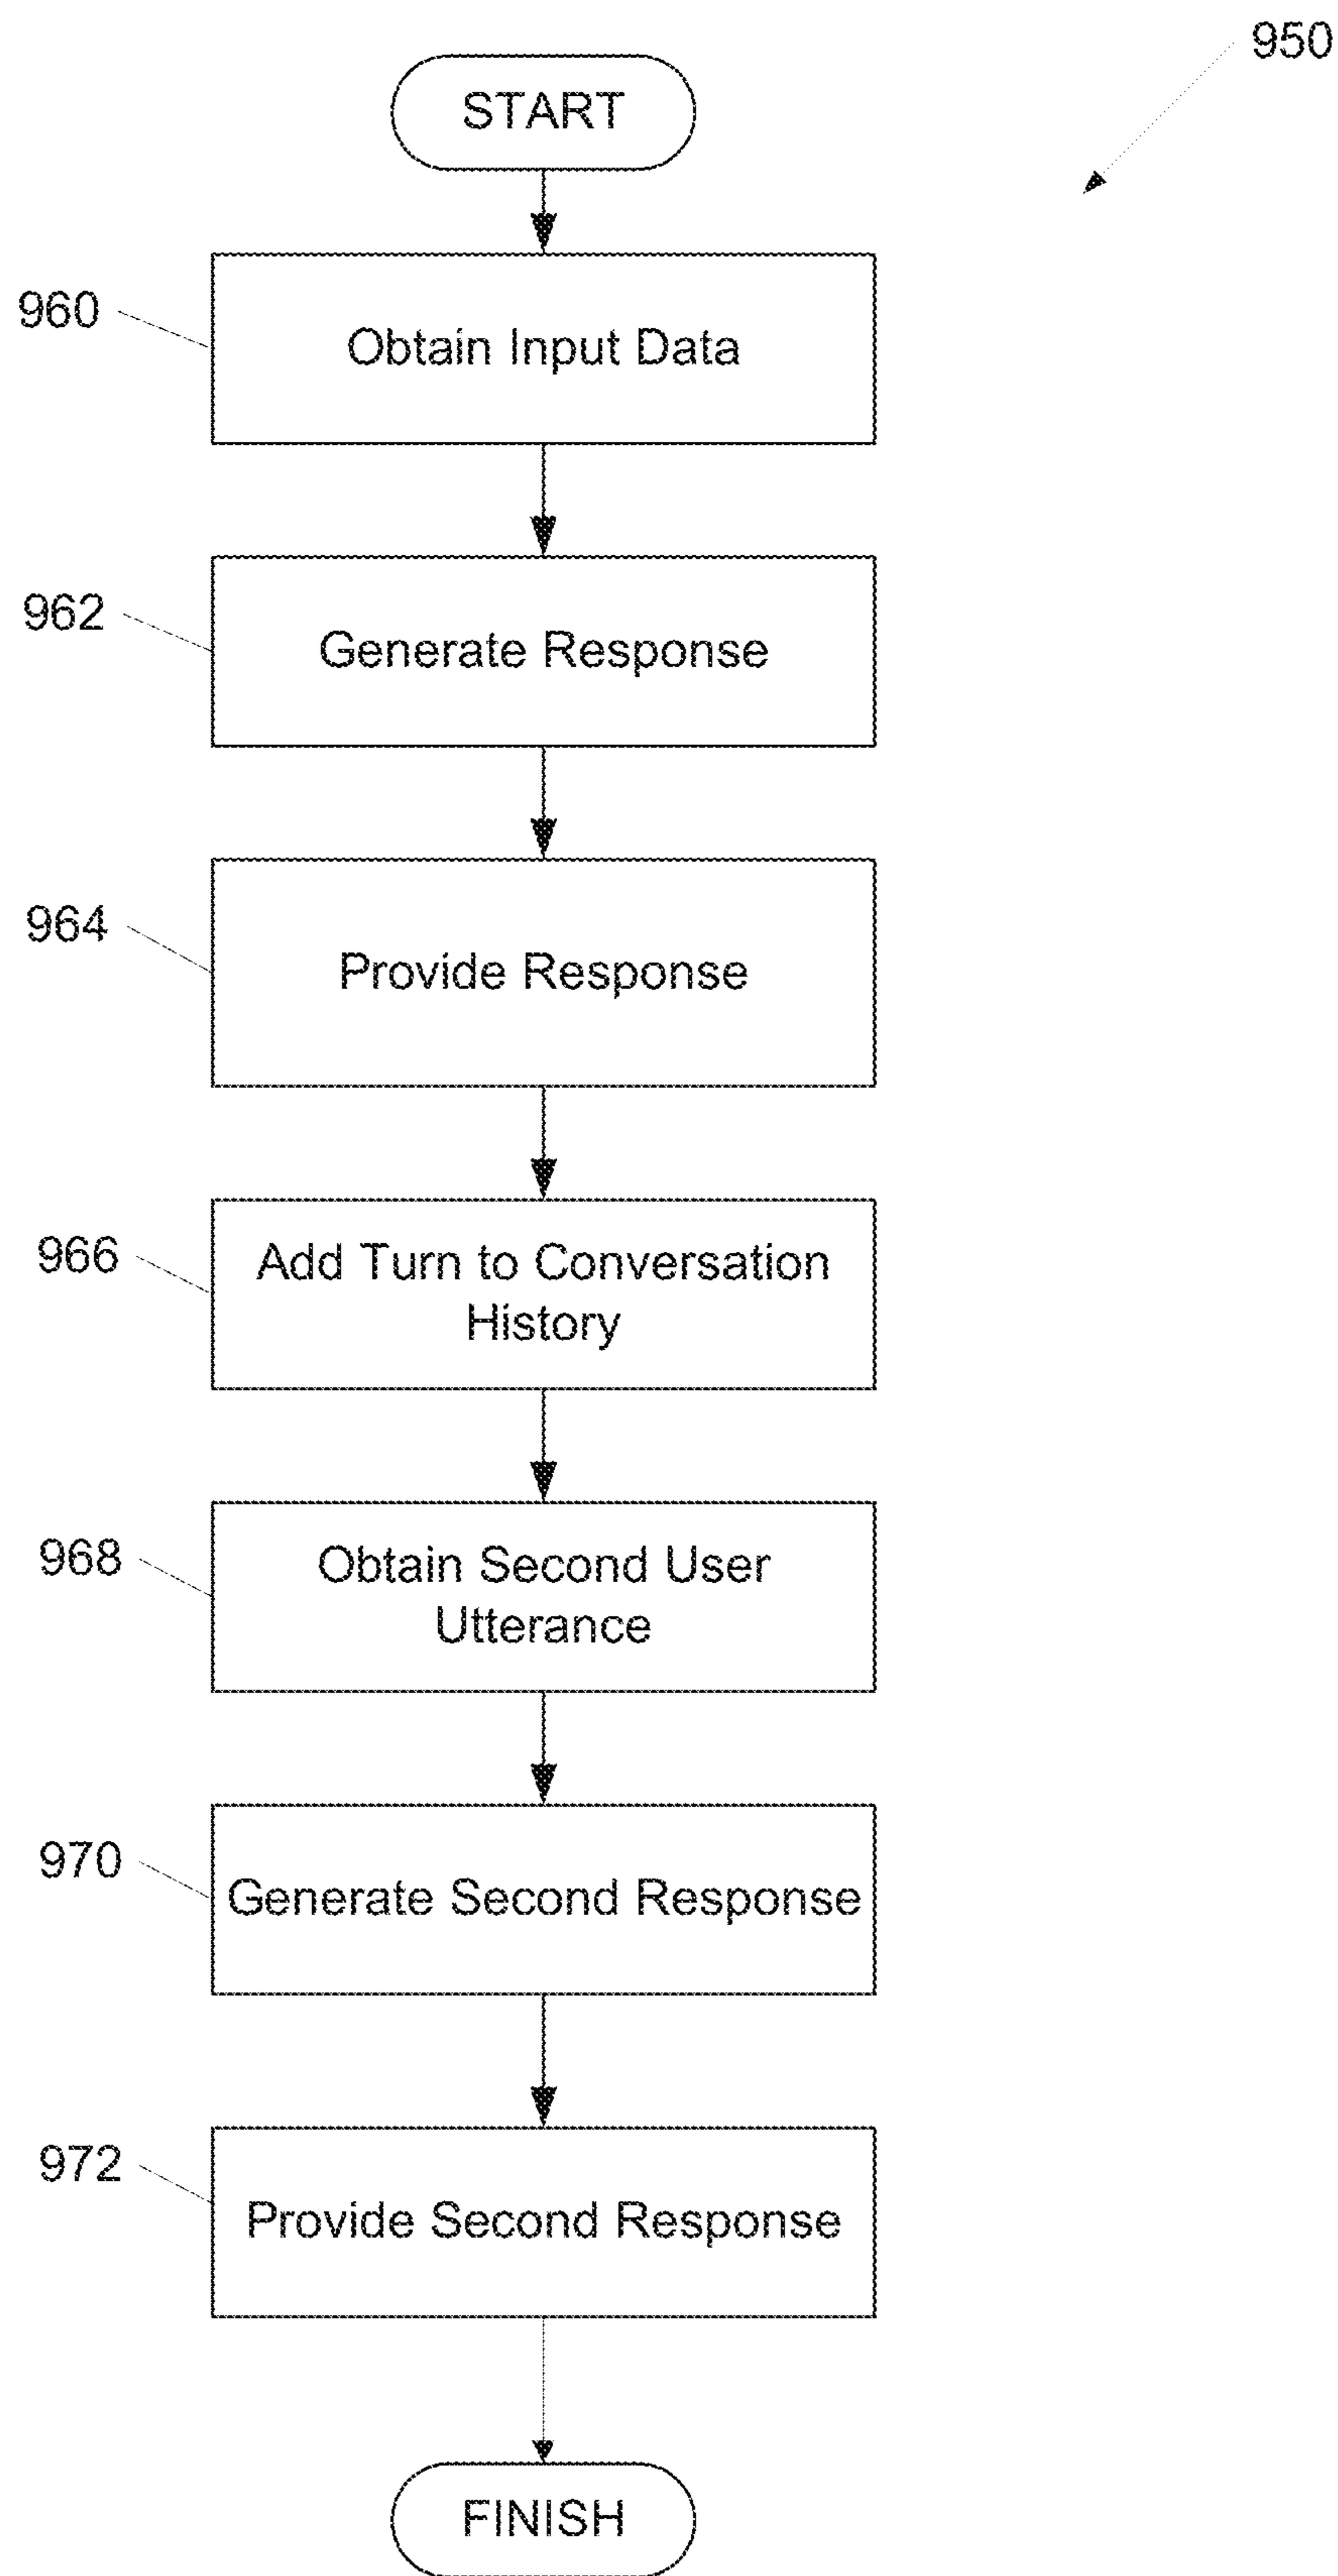 950
START
960
Obtain Input Data
962
Generate Response
964
Provide Response
966
Add Turn to Conversation
History
968
Obtain Second User
Utterance
970
Generate Second Response
972
Provide Second Response
FINISH